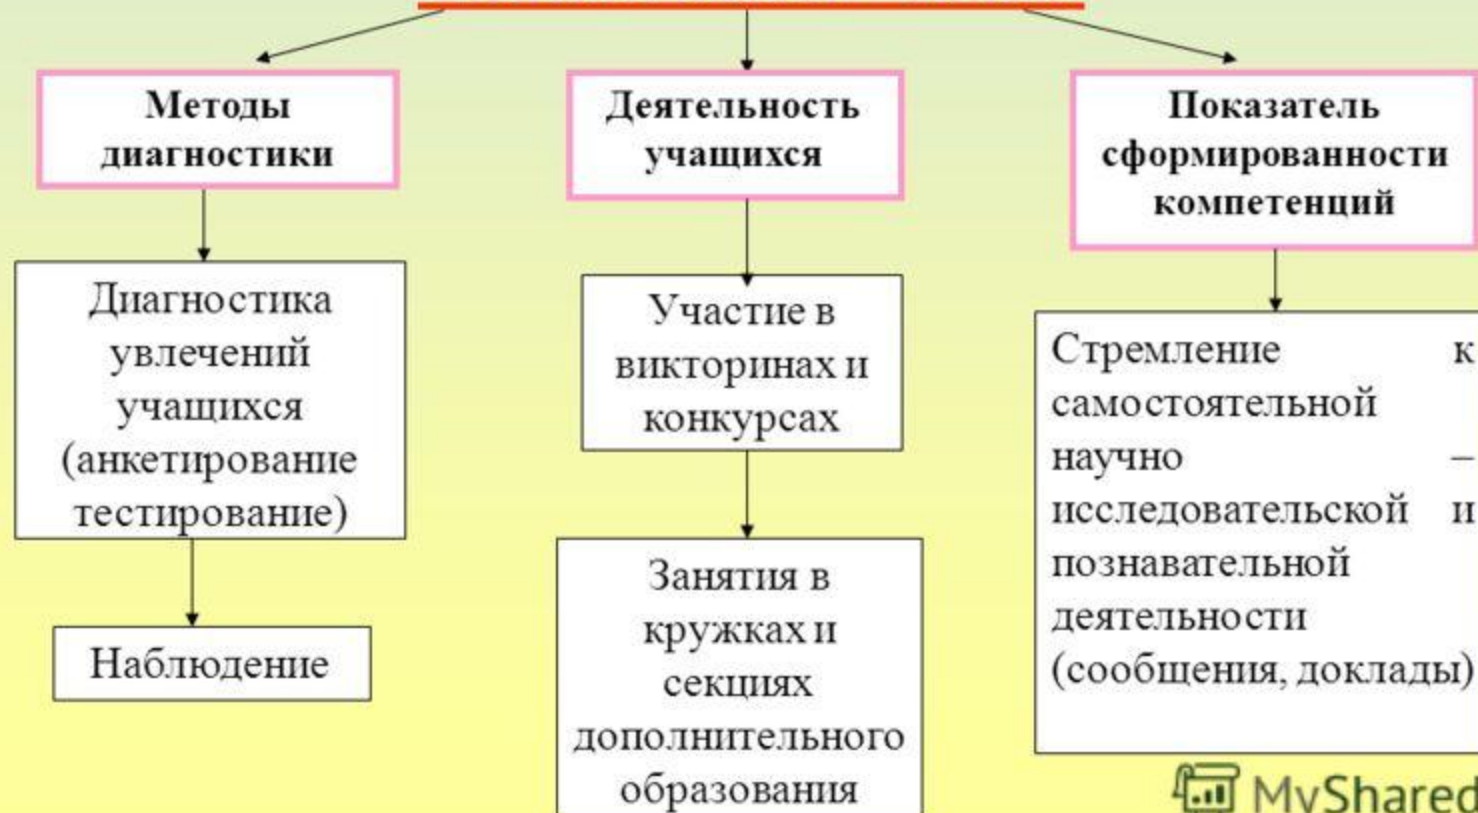 Методы
диагностики
Диагностика
увлечений
учащихся
(анкетирование
тестирование)
Наблюдение
Деятельность
учащихся
Участие в
викторинах и
конкурсах
Занятия в
кружках и
секциях
дополнительного
образования
Показатель
сформированности
компетенций
Стремление к
самостоятельной
научно –
исследовательской и
познавательной
деятельности
(сообщения, доклады)
MyShared